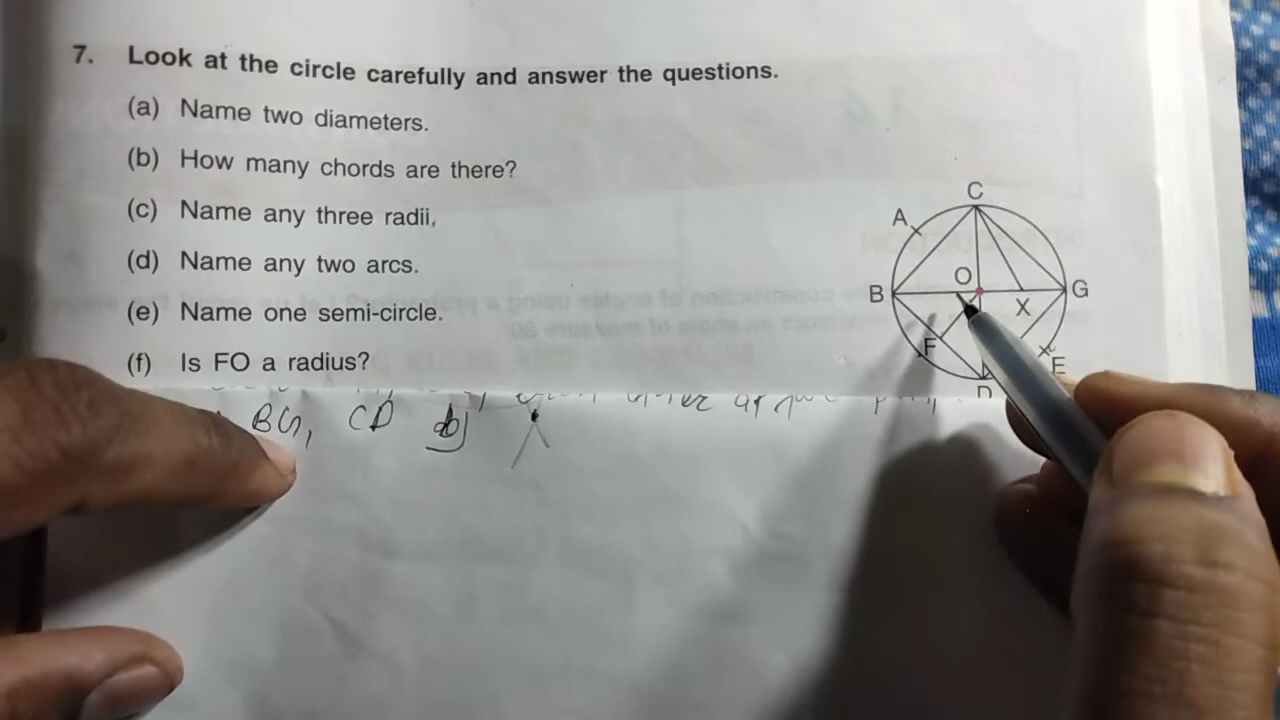 7. Look at the circle carefully and answer the questions.
(a) Name two diameters.
(b) How many chords are there?
(c) Name any three radii.
(d) Name any two arcs.
(e) Name one semi-circle.
(f) Is FO a radius?
C
A
O
B
G
X
F
E
D
BG, CD b)